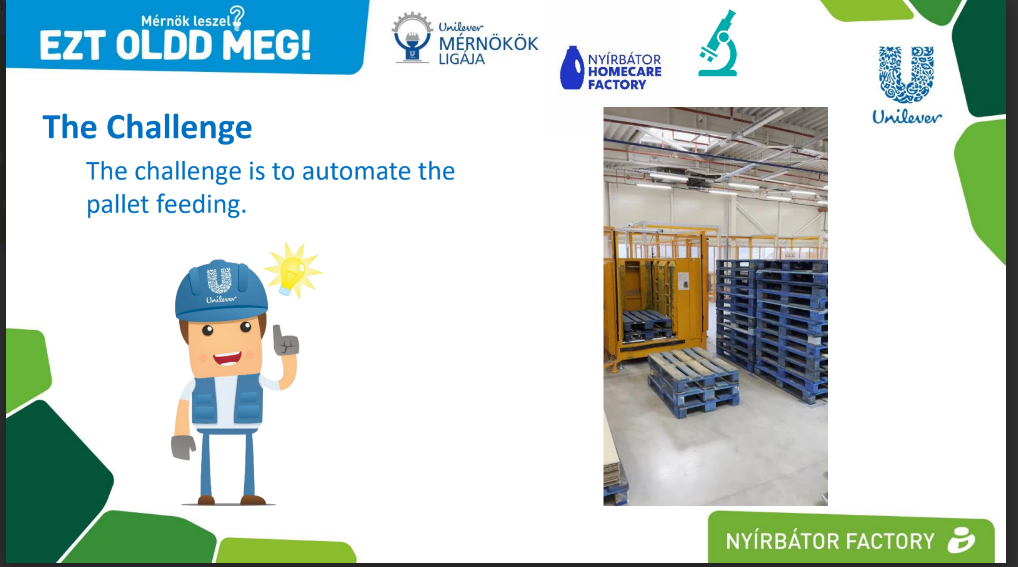 Mérnök leszel?
EZT OLDD MEG!
Unilever
MÉRNÖKÖK
LIGÁJA
NYÍRBÁTOR
HOMECARE
FACTORY
Unilever
The Challenge
The challenge is to automate the
pallet feeding.
Unilever
NYÍRBÁTOR FACTORY